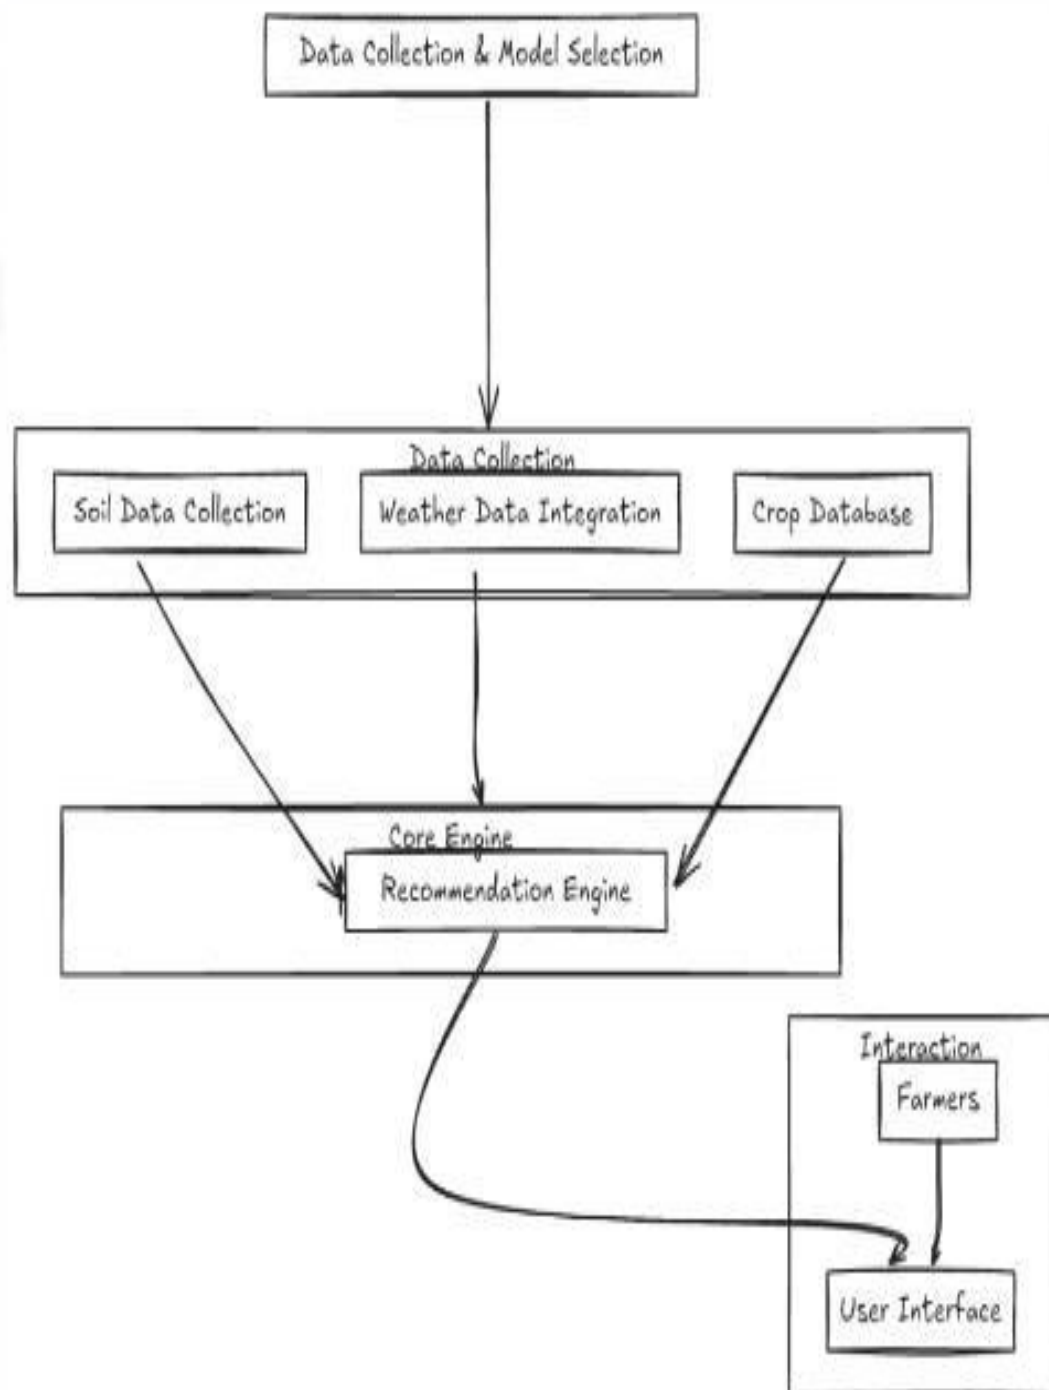 Data Collection & Model Selection
Data Collection
Soil Data Collection
Weather Data Integration
Crop Database
Core Engine
Recommendation Engine
Interaction
Farmers
User Interface